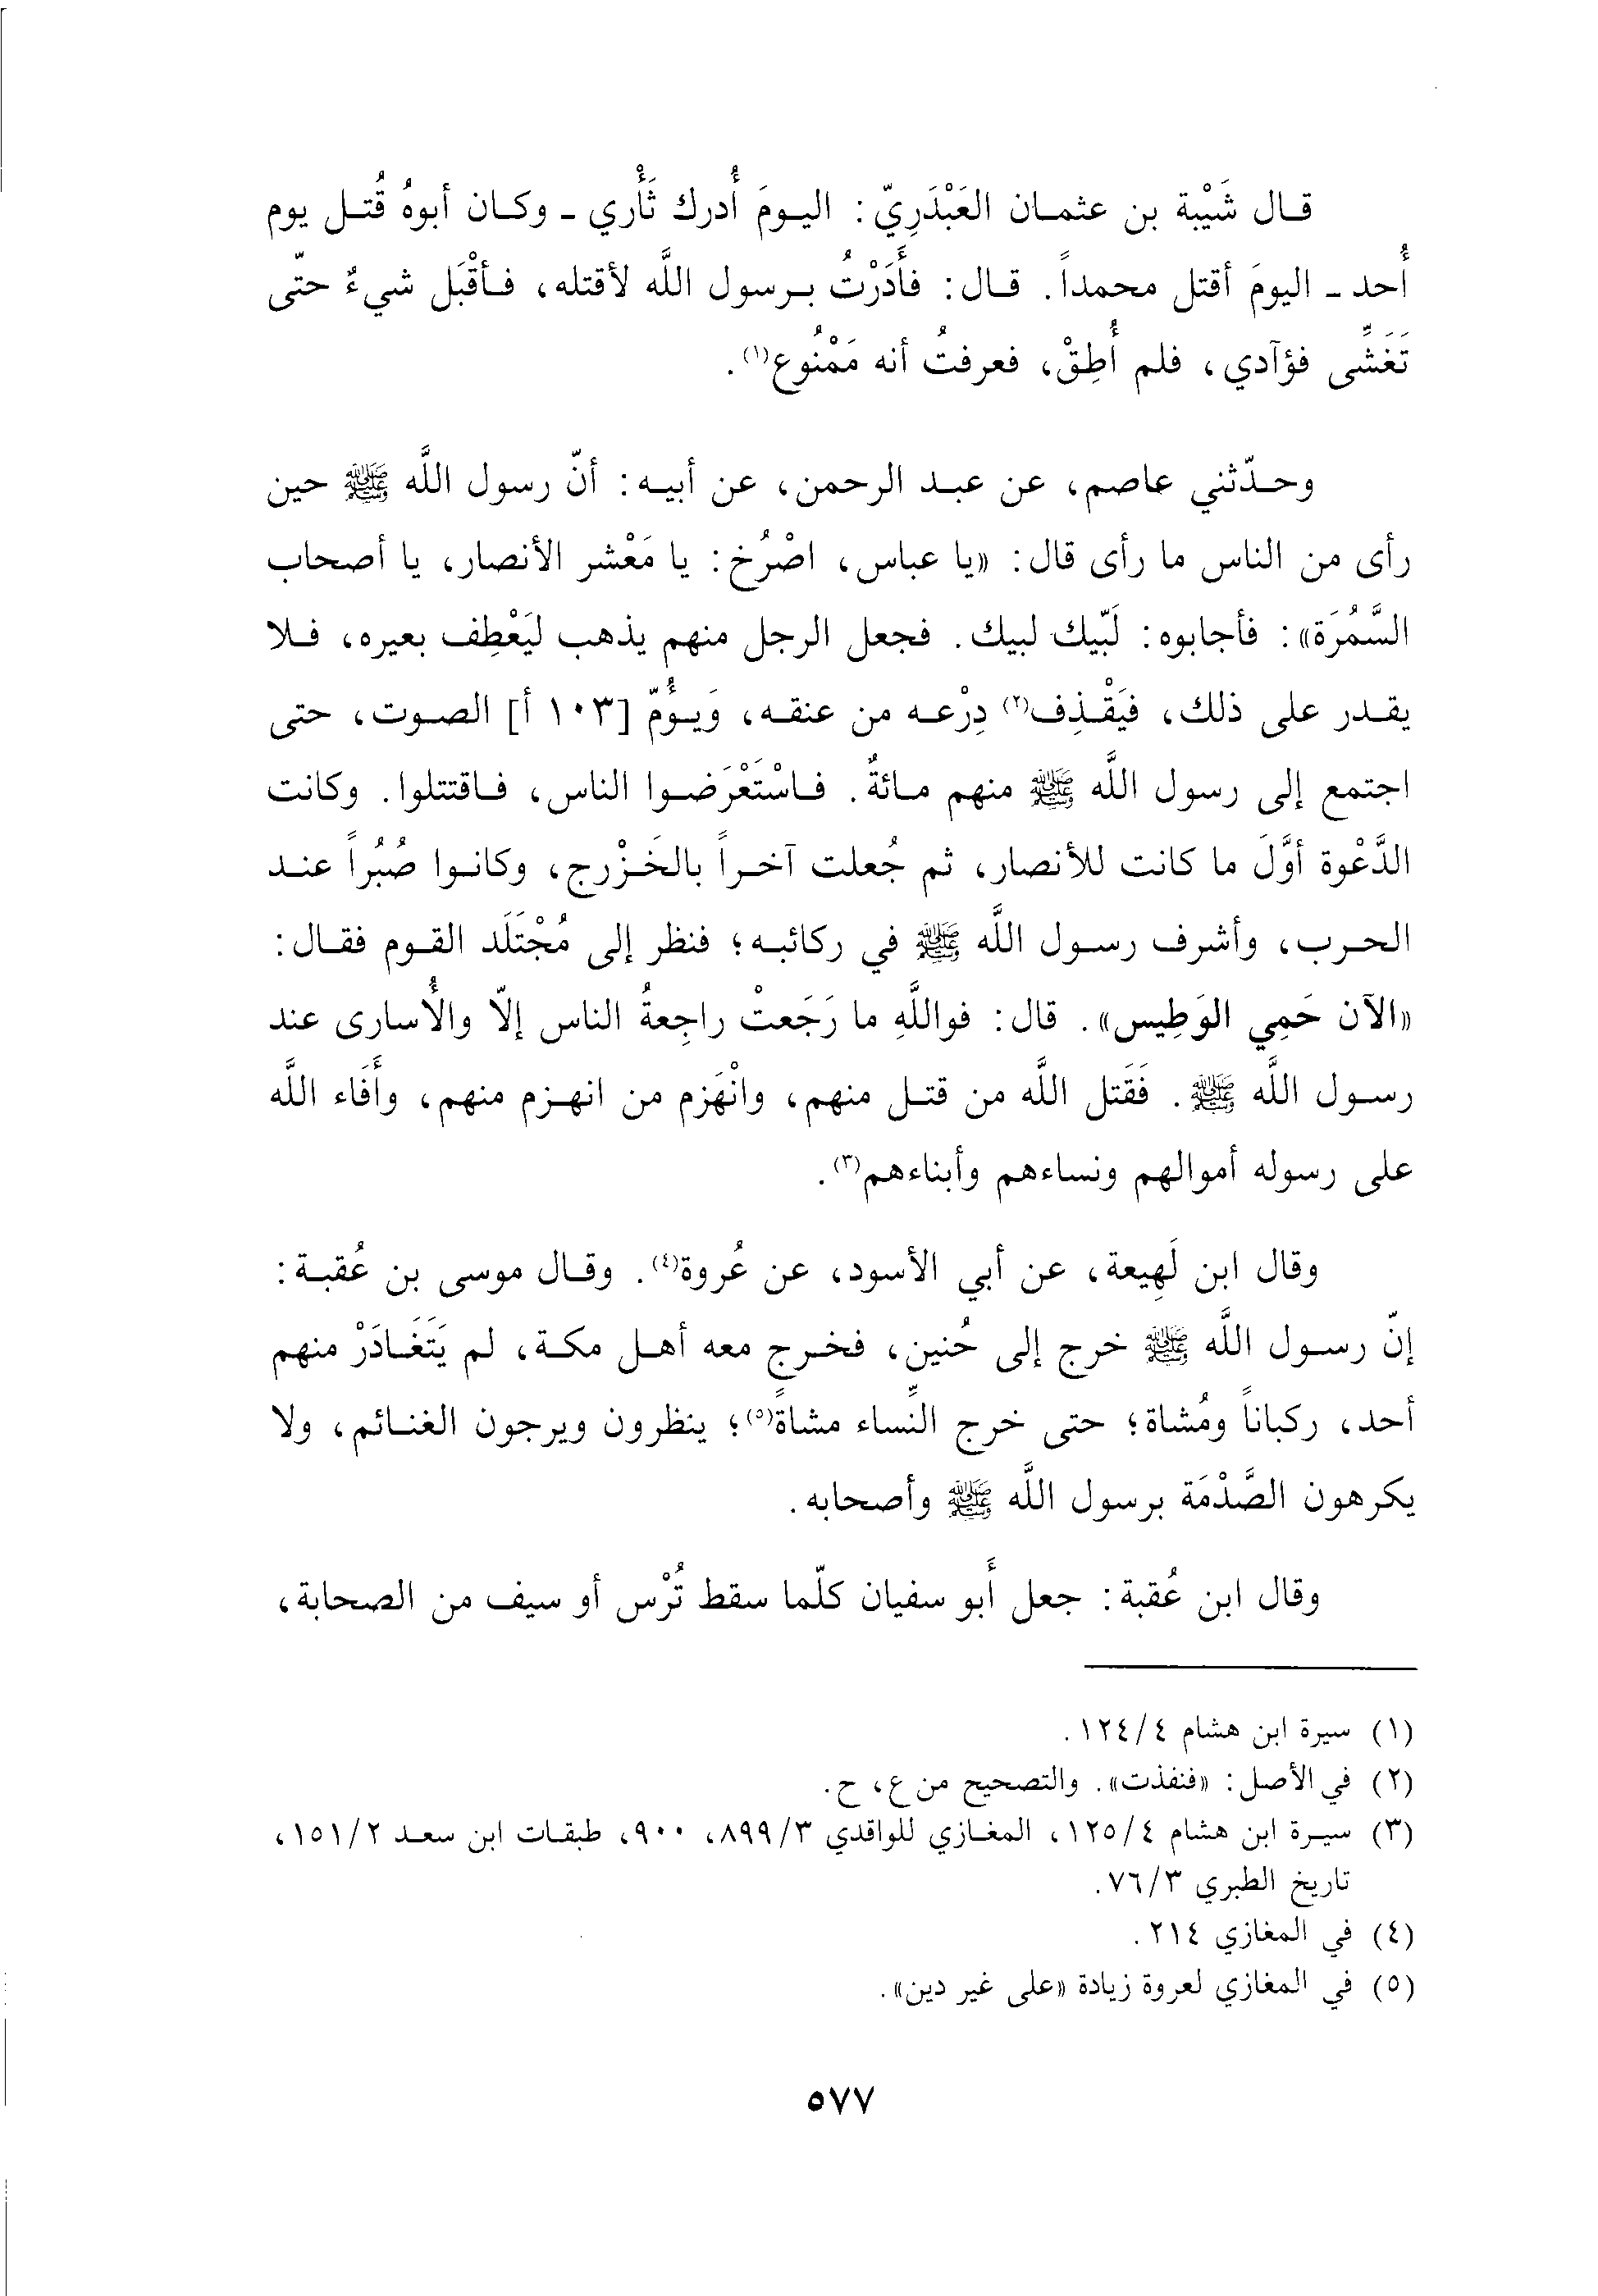 قال شَيْبة بن عثمان العَبْدَرِيّ: اليومَ أُدرك ثَأْري - وكان أبوهُ قُتل يوم
أُحد - اليومَ أقتل محمداً. قال: فأَدَرْتُ برسول اللَّه لأقتله، فأقْبَل شيءٌ حتّى
تَغَشَّى فؤآدي، فلم أُطِقْ، فعرفتُ أنه مَمْنُوع(١).
وحدّثني عاصم، عن عبد الرحمن، عن أبيه: أنّ رسول اللَّه ﷺ حين
رأى من الناس ما رأى قال: «يا عباس، اصْرُخ: يا مَعْشر الأنصار، يا أصحاب
السَّمُرَة»: فأجابوه: لَبّيك لبيك. فجعل الرجل منهم يذهب ليَعْطِف بعيره، فلا
يقدر على ذلك، فيَقْذِف(٢) دِرْعه من عنقه، وَيؤُمّ [١٠٣ أ] الصوت، حتى
اجتمع إلى رسول اللَّه ﷺ منهم مائةٌ. فاسْتَعْرَضوا الناس، فاقتتلوا. وكانت
الدَّعْوة أوَّلَ ما كانت للأنصار، ثم جُعلت آخراً بالخَزْرج، وكانوا صُبُراً عند
الحرب، وأشرف رسول اللَّه ﷺ في ركائبه؛ فنظر إلى مُجْتَلَد القوم فقال:
«الآن حَمِي الوَطِيس». قال: فواللَّهِ ما رَجَعتْ راجِعةُ الناس إلّا والأُسارى عند
رسول اللَّه ﷺ. فَقَتل اللَّه من قتل منهم، وانْهَزم من انهزم منهم، وأَفَاء اللَّه
على رسوله أموالهم ونساءهم وأبناءهم(٣).
وقال ابن لَهِيعة، عن أبي الأسود، عن عُروة(٤). وقال موسى بن عُقبة:
إنّ رسول اللَّه ﷺ خرج إلى حُنين، فخرج معه أهل مكة، لم يَتَغَادَرْ منهم
أحد، ركباناً ومُشاة؛ حتى خرج النِّساء مشاةً(٥)؛ ينظرون ويرجون الغنائم، ولا
يكرهون الصَّدْمَة برسول اللَّه ﷺ وأصحابه.
وقال ابن عُقبة: جعل أَبو سفيان كلّما سقط تُرْس أو سيف من الصحابة،
(١) سيرة ابن هشام ١٢٤/٤.
(٢) في الأصل: «فنفذت». والتصحيح من ع، ح.
(٣) سيرة ابن هشام ١٢٥/٤، المغازي للواقدي ٨٩٩/٣، ٩٠٠، طبقات ابن سعد ١٥١/٢،
تاريخ الطبري ٧٦/٣.
(٤) في المغازي ٢١٤.
(٥) في المغازي لعروة زيادة «على غير دين».
٥٧٧